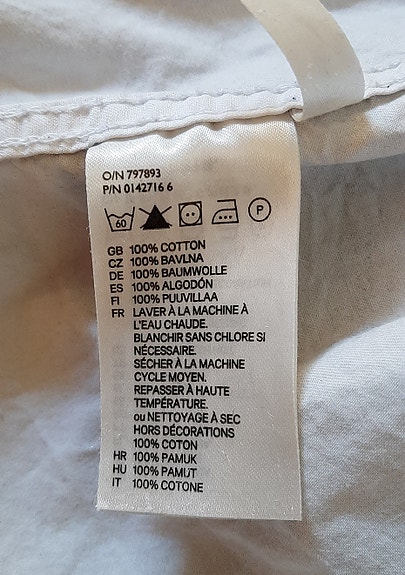 O/N 797893
P/N 0142716 6
60 P
GB 100% COTTON
CZ 100% BAVLNA
DE 100% BAUMWOLLE
ES 100% ALGODÓN
FI 100% PUUVILLAA
FR LAVER À LA MACHINE À
L'EAU CHAUDE.
BLANCHIR SANS CHLORE SI
NÉCESSAIRE.
SÉCHER À LA MACHINE
CYCLE MOYEN.
REPASSER À HAUTE
TEMPÉRATURE.
ou NETTOYAGE À SEC
HORS DÉCORATIONS
100% COTON
HR 100% PAMUK
HU 100% PAMUT
IT 100% COTONE